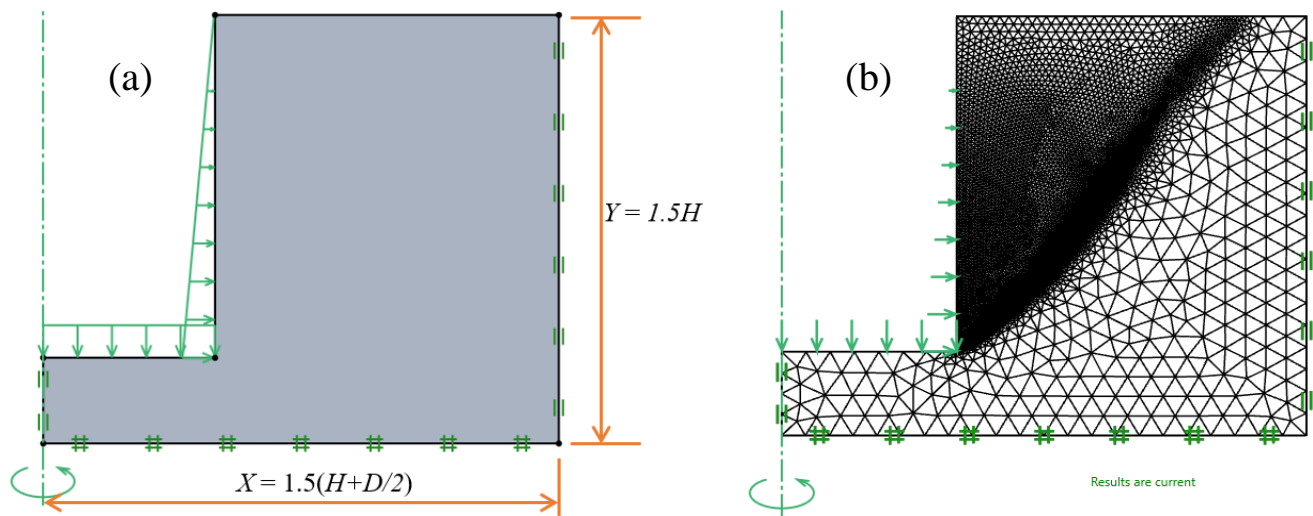 (a)
Y = 1.5H
X = 1.5(H+D/2)
(b)
Results are current